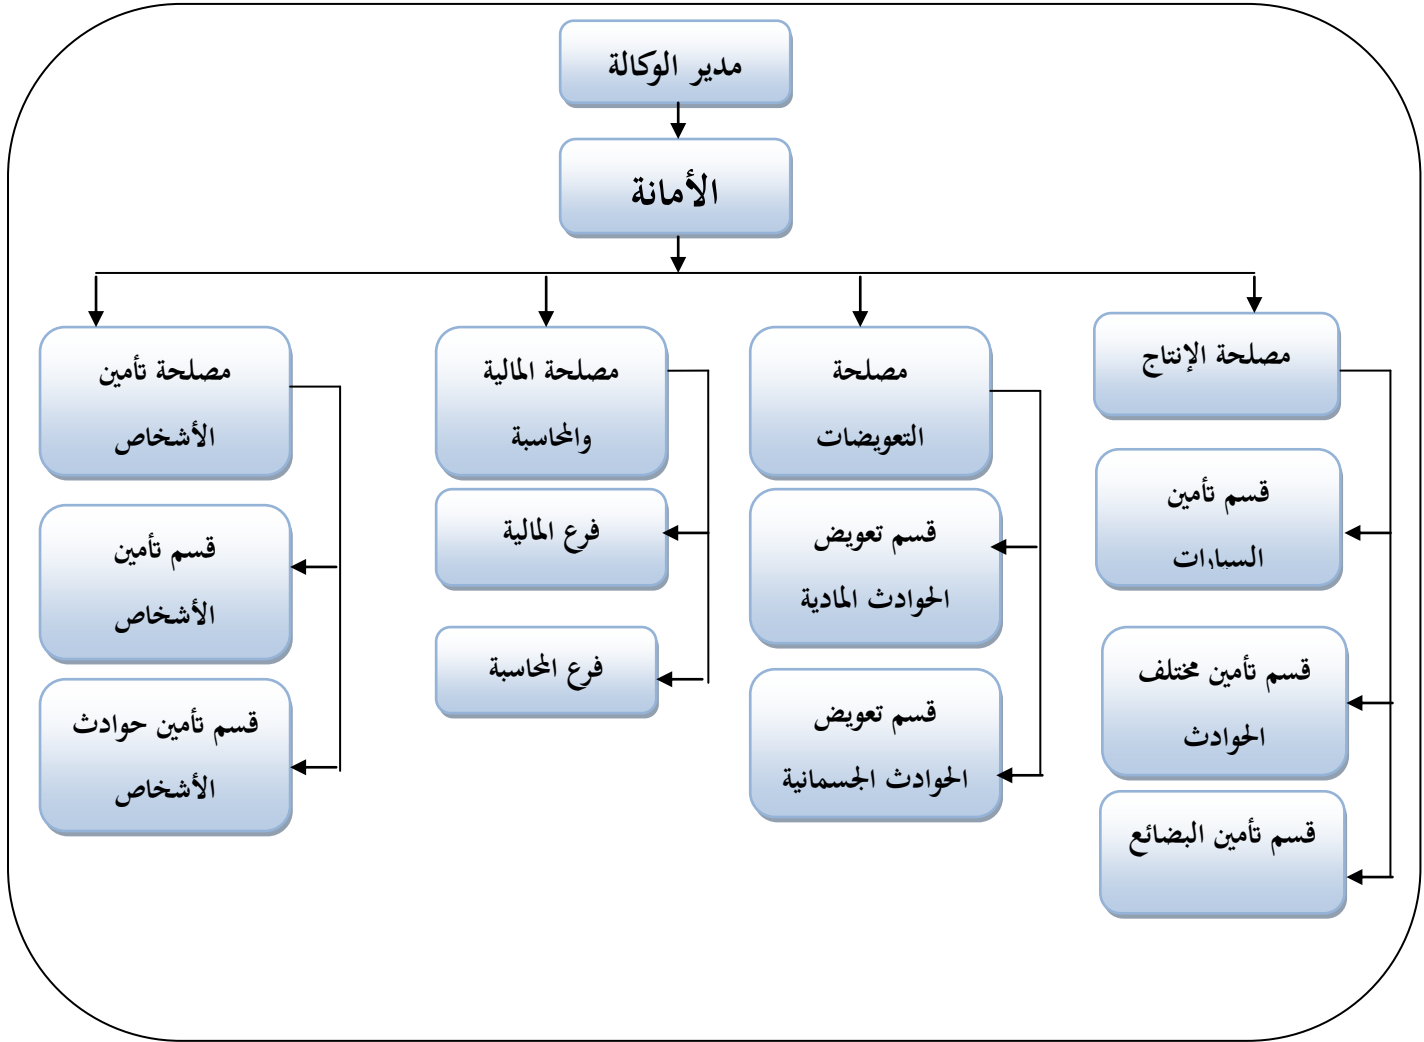 مدير الوكالة
الأمانة
مصلحة الإنتاج
قسم تأمين
السيارات
قسم تأمين مختلف
الحوادث
قسم تأمين البضائع
مصلحة
التعويضات
قسم تعويض
الحوادث المادية
قسم تعويض
الحوادث الجسمانية
مصلحة المالية
والمحاسبة
فرع المالية
فرع المحاسبة
مصلحة تأمين
الأشخاص
قسم تأمين
الأشخاص
قسم تأمين حوادث
الأشخاص